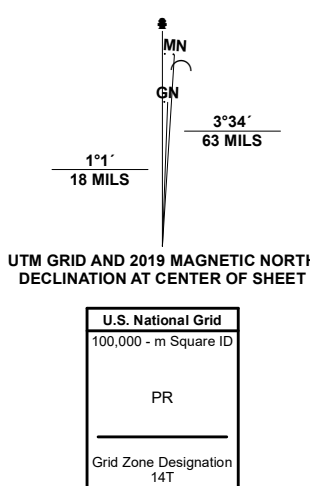 MN
GN
3°34´
63 MILS
1°1´
18 MILS
UTM GRID AND 2019 MAGNETIC NORTH
DECLINATION AT CENTER OF SHEET
U.S. National Grid
100,000 - m Square ID
PR
Grid Zone Designation
14T